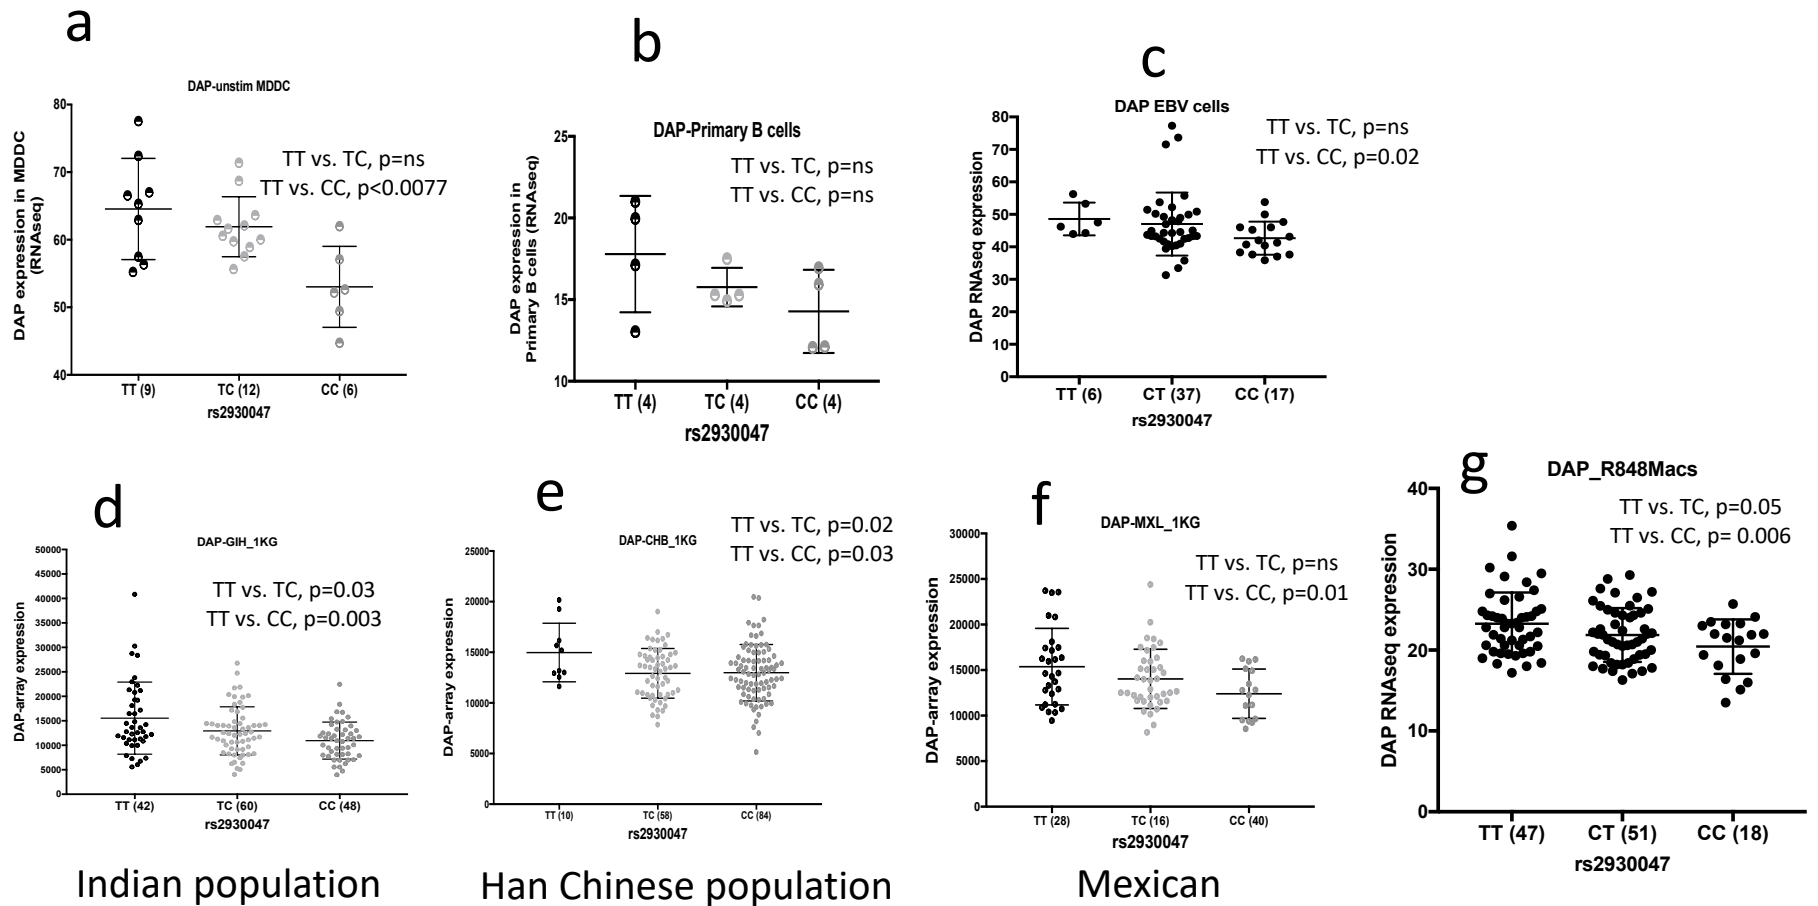 a
DAP-unstim MDDC
TT vs. TC, p=ns
TT vs. CC, p<0.0077
DAP expression in MDDC
(RNAseq)
80
70
60
50
40
TT (9)
TC (12)
CC (6)
rs2930047
b
DAP-Primary B cells
TT vs. TC, p=ns
TT vs. CC, p=ns
DAP expression in
Primary B cells (RNAseq)
25
20
15
10
TT (4)
TC (4)
CC (4)
rs2930047
c
DAP EBV cells
TT vs. TC, p=ns
TT vs. CC, p=0.02
DAP RNAseq expression
80
70
60
50
40
30
20
10
0
TT (6)
CT (37)
CC (17)
rs2930047
d
DAP-GIH_1KG
TT vs. TC, p=0.03
TT vs. CC, p=0.003
DAP-array expression
50000
45000
40000
35000
30000
25000
20000
15000
10000
5000
0
TT (42)
TC (60)
CC (48)
rs2930047
Indian population
e
DAP-CHB_1KG
TT vs. TC, p=0.02
TT vs. CC, p=0.03
DAP-array expression
25000
20000
15000
10000
5000
0
TT (10)
TC (58)
CC (84)
rs2930047
Han Chinese population
f
DAP-MXL_1KG
TT vs. TC, p=ns
TT vs. CC, p=0.01
DAP-array expression
30000
25000
20000
15000
10000
5000
0
TT (28)
TC (16)
CC (40)
rs2930047
Mexican
g
DAP_R848Macs
TT vs. TC, p=0.05
TT vs. CC, p= 0.006
DAP RNAseq expression
40
30
20
10
0
TT (47)
CT (51)
CC (18)
rs2930047